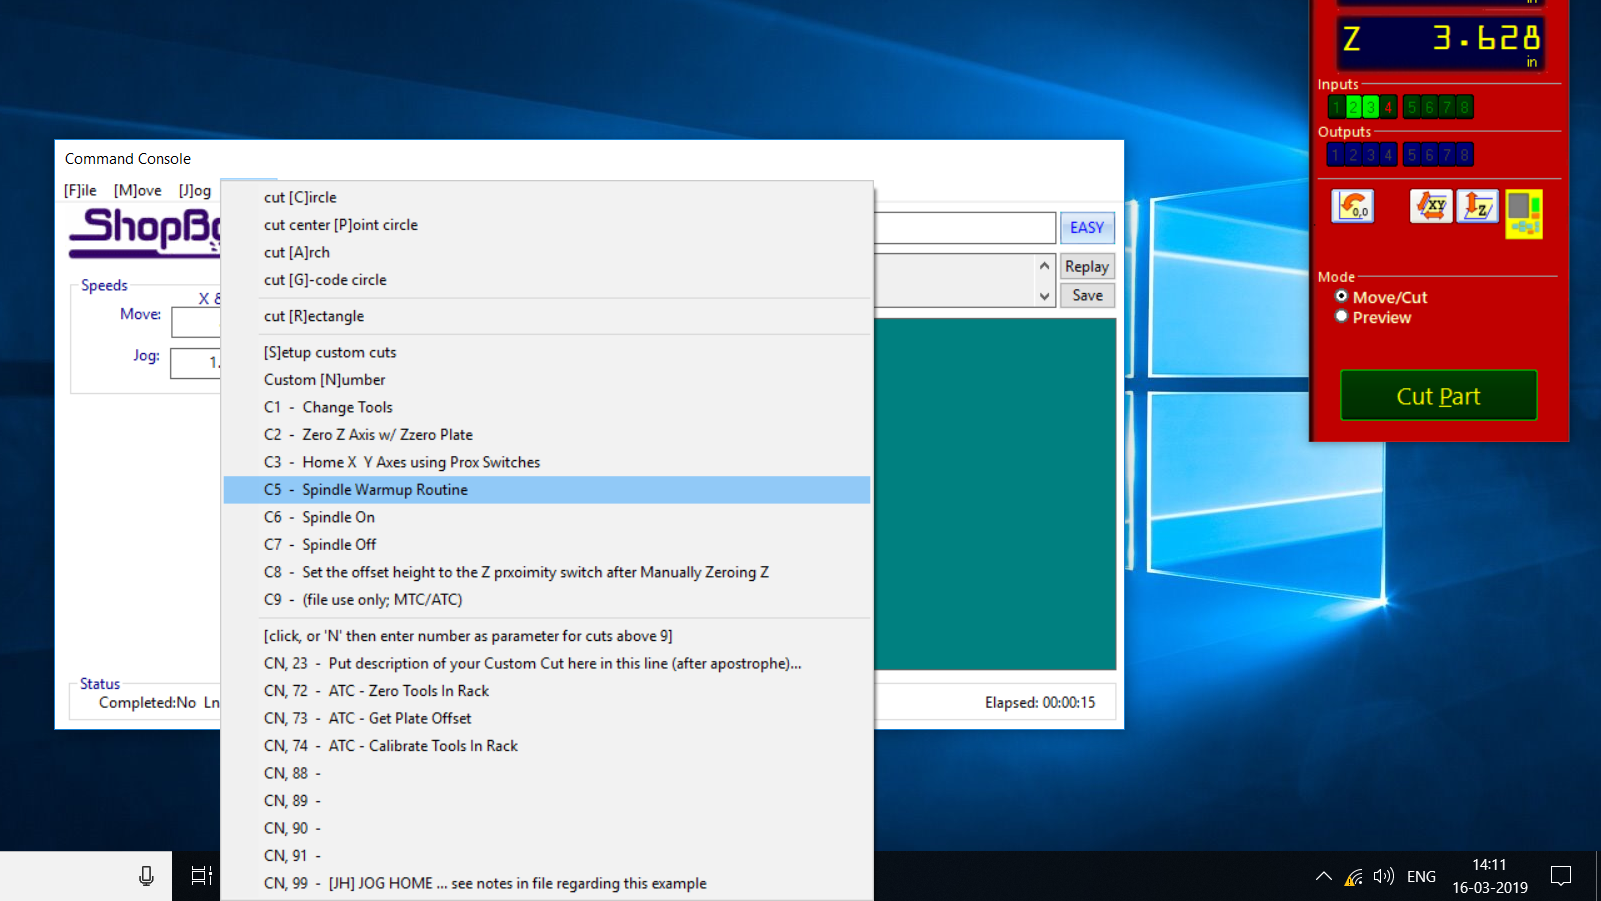 in
Z 3.628
in
Inputs
1 2 3 4 5 6 7 8
Outputs
1 2 3 4 5 6 7 8
0,0
XY
Z
Mode
Move/Cut
Preview
Cut Part
Command Console
[F]ile [M]ove [J]og
EASY
Replay
Save
Speeds
Move:
Jog:
1.
cut [C]ircle
cut center [P]oint circle
cut [A]rch
cut [G]-code circle
cut [R]ectangle
[S]etup custom cuts
Custom [N]umber
C1 - Change Tools
C2 - Zero Z Axis w/ Zzero Plate
C3 - Home X Y Axes using Prox Switches
C5 - Spindle Warmup Routine
C6 - Spindle On
C7 - Spindle Off
C8 - Set the offset height to the Z prxoimity switch after Manually Zeroing Z
C9 - (file use only; MTC/ATC)
[click, or 'N' then enter number as parameter for cuts above 9]
CN, 23 - Put description of your Custom Cut here in this line (after apostrophe)...
CN, 72 - ATC - Zero Tools In Rack
CN, 73 - ATC - Get Plate Offset
CN, 74 - ATC - Calibrate Tools In Rack
CN, 88 -
CN, 89 -
CN, 90 -
CN, 91 -
CN, 99 - [JH] JOG HOME ... see notes in file regarding this example
Status
Completed:No Ln
Elapsed: 00:00:15
ENG
14:11
16-03-2019